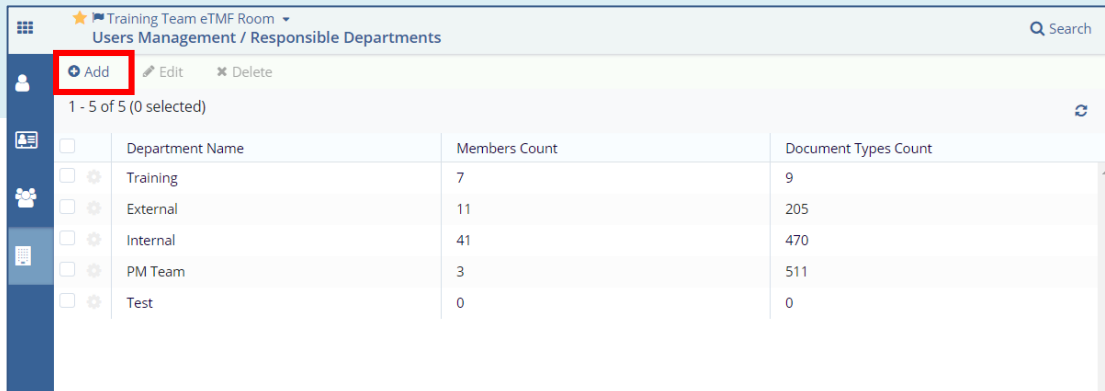 Training Team eTMF Room
Users Management / Responsible Departments
Search
Add Edit Delete
1 - 5 of 5 (0 selected)
Department Name Members Count Document Types Count
Training 7 9
External 11 205
Internal 41 470
PM Team 3 511
Test 0 0